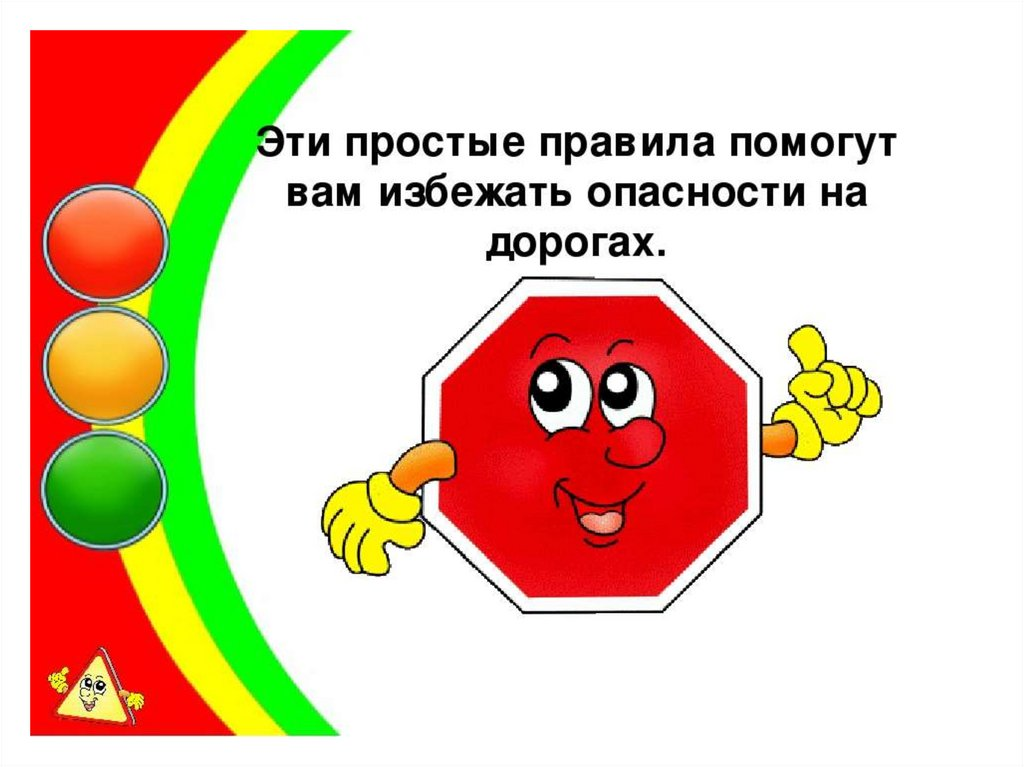 Эти простые правила помогут
вам избежать опасности на
дорогах.